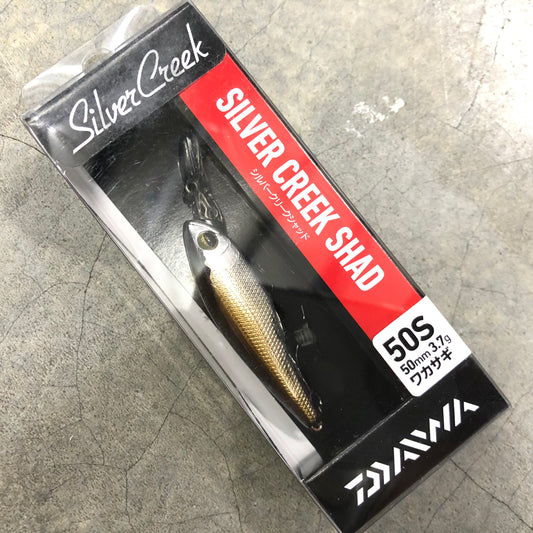 Silver Creek
SILVER CREEK SHAD
シルバークリークシャッド
50S
50mm 3.7g
ワカサギ
DAIWA